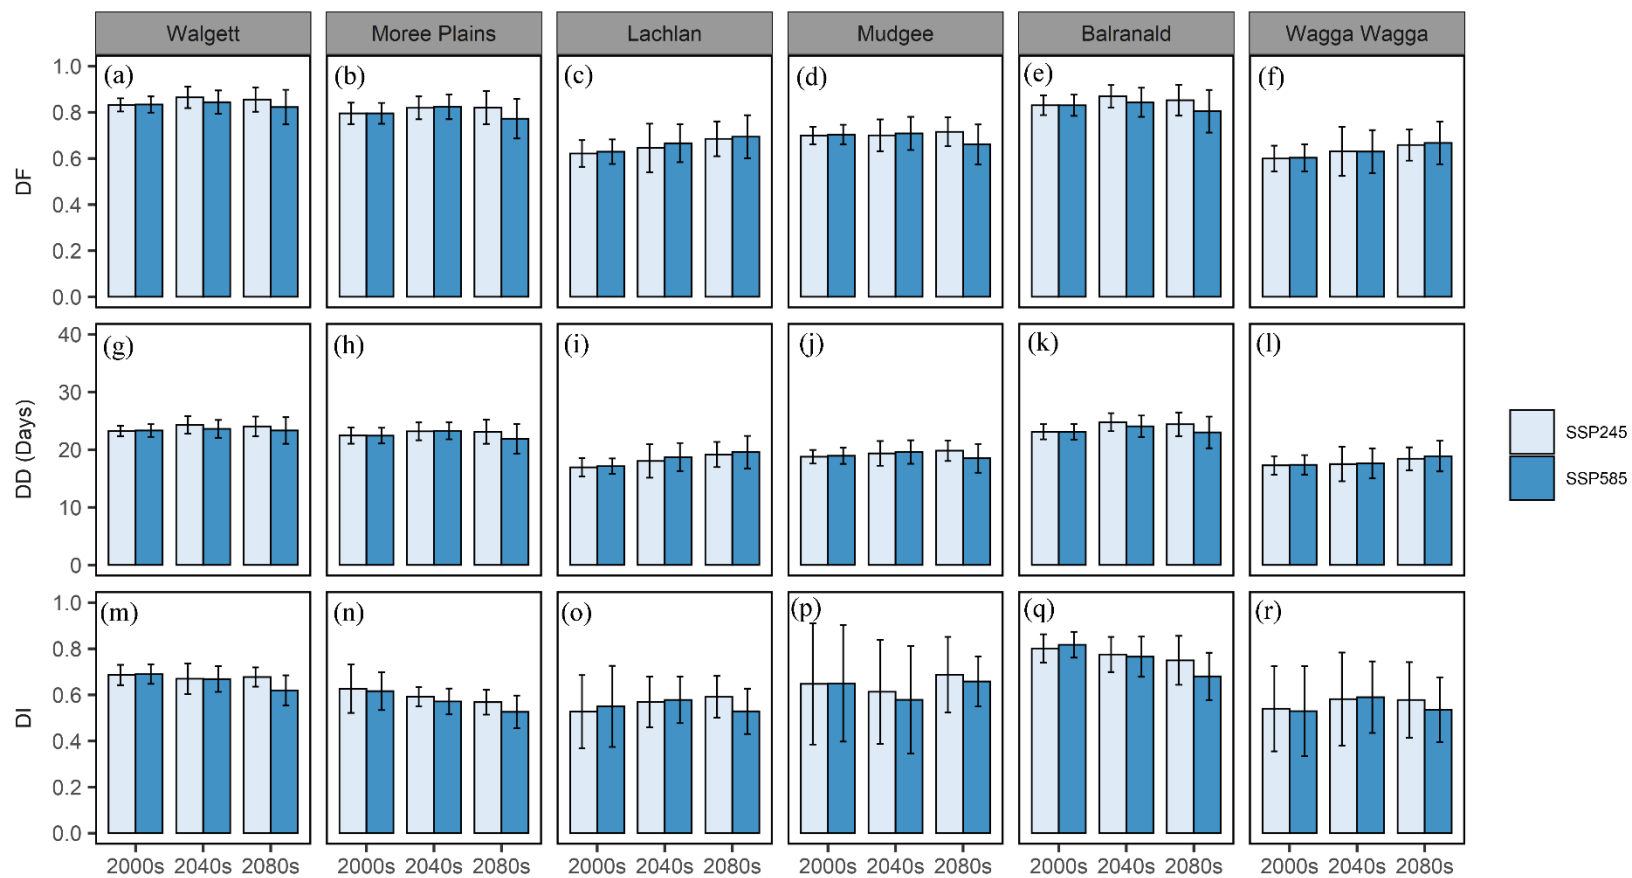 Walgett Moree Plains Lachlan Mudgee Balranald Wagga Wagga
(a) (b) (c) (d) (e) (f)
1.0
0.8
0.6
DF
0.4
0.2
0.0
(g) (h) (i) (j) (k) (l)
40
30
DD (Days)
20
10
0
SSP245
SSP585
(m) (n) (o) (p) (q) (r)
1.0
0.8
0.6
DI
0.4
0.2
0.0
2000s 2040s 2080s 2000s 2040s 2080s 2000s 2040s 2080s 2000s 2040s 2080s 2000s 2040s 2080s 2000s 2040s 2080s